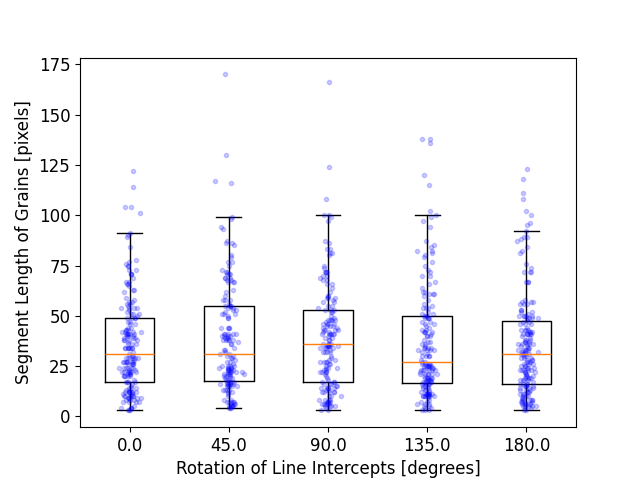 175
150
125
100
75
50
25
0
Segment Length of Grains [pixels]
0.0 45.0 90.0 135.0 180.0
Rotation of Line Intercepts [degrees]